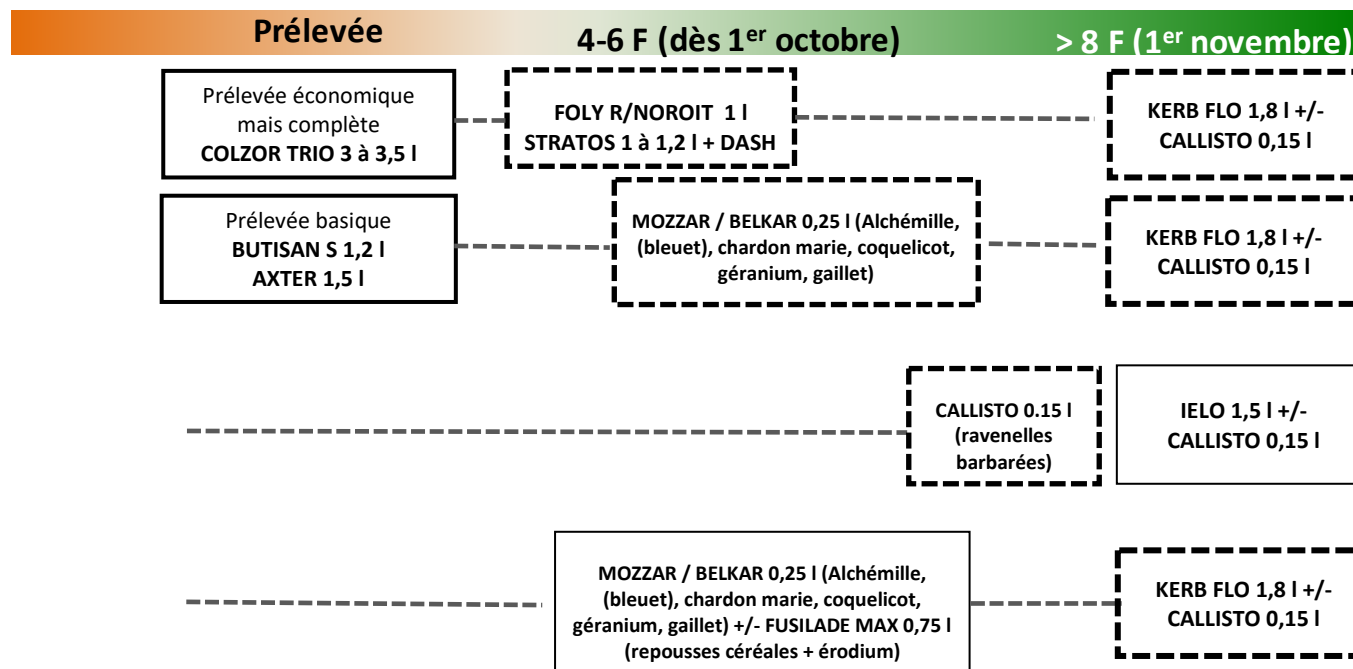 Prélevée
4-6 F (dès 1er octobre)
> 8 F (1er novembre)
Prélevée économique
mais complète
COLZOR TRIO 3 à 3,5 l
FOLY R/NOROIT 1 l
STRATOS 1 à 1,2 l + DASH
KERB FLO 1,8 l +/-
CALLISTO 0,15 l
Prélevée basique
BUTISAN S 1,2 l
AXTER 1,5 l
MOZZAR / BELKAR 0,25 l (Alchémille,
(bleuet), chardon marie, coquelicot,
géranium, gaillet)
KERB FLO 1,8 l +/-
CALLISTO 0,15 l
CALLISTO 0.15 l
(ravenelles
barbarées)
IELO 1,5 l +/-
CALLISTO 0,15 l
MOZZAR / BELKAR 0,25 l (Alchémille,
(bleuet), chardon marie, coquelicot,
géranium, gaillet) +/- FUSILADE MAX 0,75 l
(repousses céréales + érodium)
KERB FLO 1,8 l +/-
CALLISTO 0,15 l